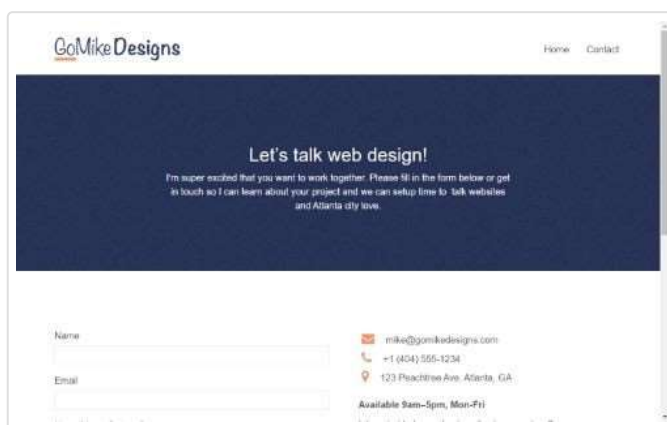 GoMike Designs
Home Contact
Let's talk web design!
I'm super excited that you want to work together. Please fill in the form below or get
in touch so I can learn about your project and we can setup time to talk websites
and Atlanta city love.
Name
Email
mike@gomikedesigns.com
+1 (404) 555-1234
123 Peachtree Ave. Atlanta, GA
Available 9am–5pm, Mon-Fri